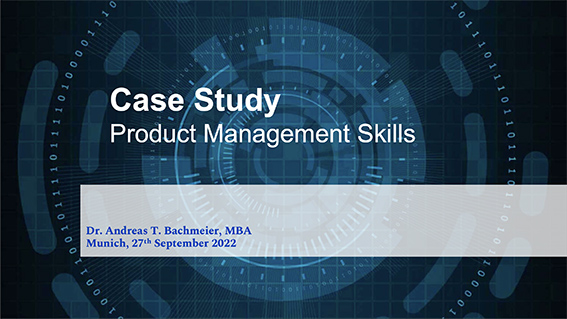 Case Study
Product Management Skills
Dr. Andreas T. Bachmeier, MBA
Munich, 27th September 2022